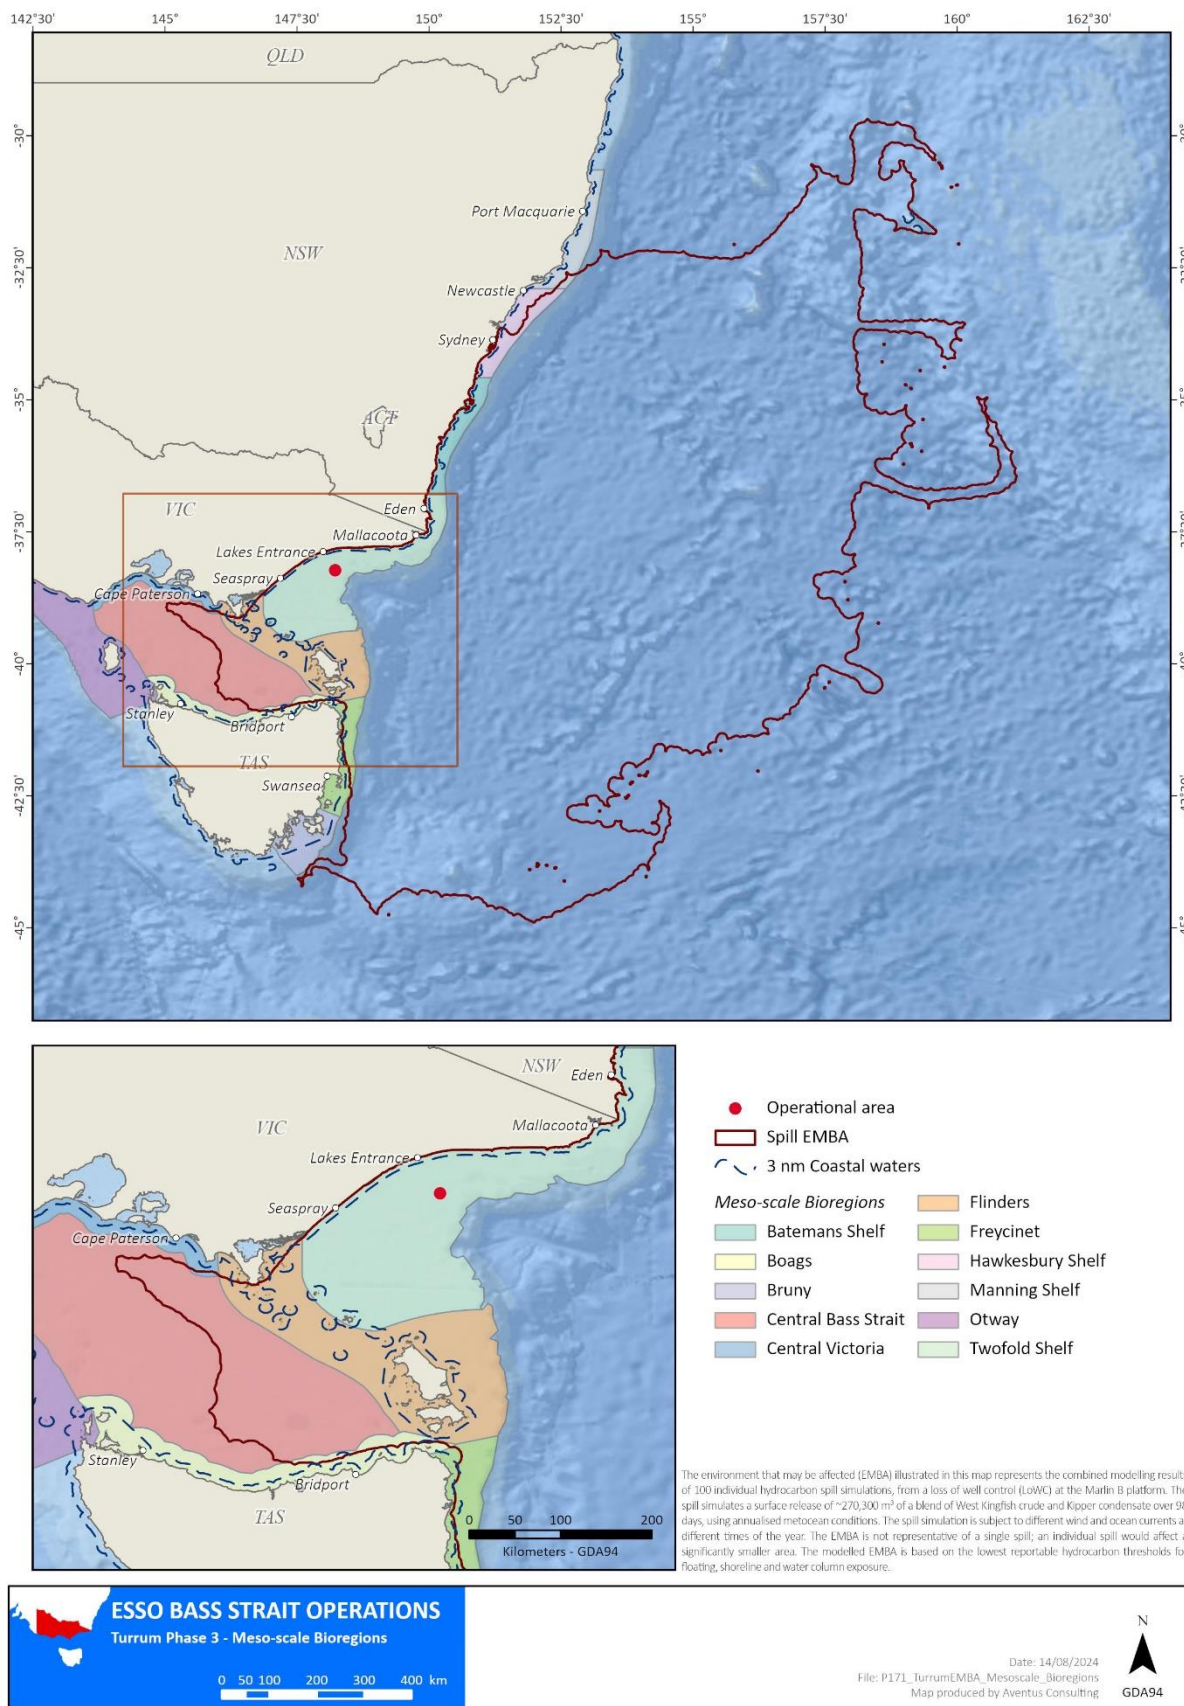 142°30' 145° 147°30' 150° 152°30' 155° 157°30' 160° 162°30'
QLD
-30°
Port Macquarie
NSW
-32°30'
Newcastle
Sydney
-35°
ACT
VIC
Eden
Mallacoota
-37°30'
Lakes Entrance
Seaspray
Cape Paterson
-40°
Stanley
Bridport
TAS
Swansea
-42°30'
-45°
NSW
Eden
VIC
Mallacoota
Lakes Entrance
Seaspray
Cape Paterson
Stanley
Bridport
TAS
0 50 100 200
Kilometers - GDA94
Operational area
Spill EMBA
3 nm Coastal waters
Meso-scale Bioregions
Batemans Shelf
Boags
Bruny
Central Bass Strait
Central Victoria
Flinders
Freycinet
Hawkesbury Shelf
Manning Shelf
Otway
Twofold Shelf
The environment that may be affected (EMBA) illustrated in this map represents the combined modelling results
of 100 individual hydrocarbon spill simulations, from a loss of well control (LoWC) at the Marlin B platform. The
spill simulates a surface release of ~270,300 m³ of a blend of West Kingfish crude and Kipper condensate over 98
days, using annualised metocean conditions. The spill simulation is subject to different wind and ocean currents a
different times of the year. The EMBA is not representative of a single spill; an individual spill would affect a
significantly smaller area. The modelled EMBA is based on the lowest reportable hydrocarbon thresholds fo
floating, shoreline and water column exposure.
ESSO BASS STRAIT OPERATIONS
Turrum Phase 3 - Meso-scale Bioregions
0 50 100 200 300 400 km
Date: 14/08/2024
File: P171_TurrumEMBA_Mesoscale_Bioregions
Map produced by Aventus Consulting
N
GDA94